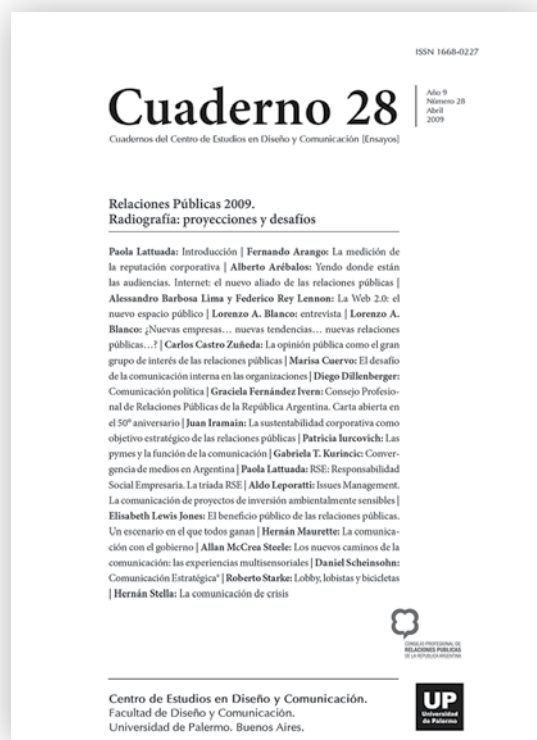 ISSN 1668-0227
Cuaderno 28
Año 9
Número 28
Abril
2009
Cuadernos del Centro de Estudios en Diseño y Comunicación [Ensayos]
Relaciones Públicas 2009.
Radiografía: proyecciones y desafíos
Paola Lattuada: Introducción | Fernando Arango: La medición de
la reputación corporativa | Alberto Arébalos: Yendo donde están
las audiencias. Internet: el nuevo aliado de las relaciones públicas |
Alessandro Barbosa Lima y Federico Rey Lennon: La Web 2.0: el
nuevo espacio público | Lorenzo A. Blanco: entrevista | Lorenzo A.
Blanco: ¿Nuevas empresas… nuevas tendencias… nuevas relaciones
públicas…? | Carlos Castro Zuñeda: La opinión pública como el gran
grupo de interés de las relaciones públicas | Marisa Cuervo: El desafío
de la comunicación interna en las organizaciones | Diego Dillenberger:
Comunicación política | Graciela Fernández Ivern: Consejo Profesio-
nal de Relaciones Públicas de la República Argentina. Carta abierta en
el 50º aniversario | Juan Iramain: La sustentabilidad corporativa como
objetivo estratégico de las relaciones públicas | Patricia Iurcovich: Las
pymes y la función de la comunicación | Gabriela T. Kurincic: Conver-
gencia de medios en Argentina | Paola Lattuada: RSE: Responsabilidad
Social Empresaria. La tríada RSE | Aldo Leporatti: Issues Management.
La comunicación de proyectos de inversión ambientalmente sensibles |
Elisabeth Lewis Jones: El beneficio público de las relaciones públicas.
Un escenario en el que todos ganan | Hernán Maurette: La comunica-
ción con el gobierno | Allan McCrea Steele: Los nuevos caminos de la
comunicación: las experiencias multisensoriales | Daniel Scheinsohn:
Comunicación Estratégica® | Roberto Starke: Lobby, lobistas y bicicletas
| Hernán Stella: La comunicación de crisis
CONSEJO PROFESIONAL DE
RELACIONES PÚBLICAS
DE LA REPÚBLICA ARGENTINA
Centro de Estudios en Diseño y Comunicación.
Facultad de Diseño y Comunicación.
Universidad de Palermo. Buenos Aires.
UP
Universidad
de Palermo